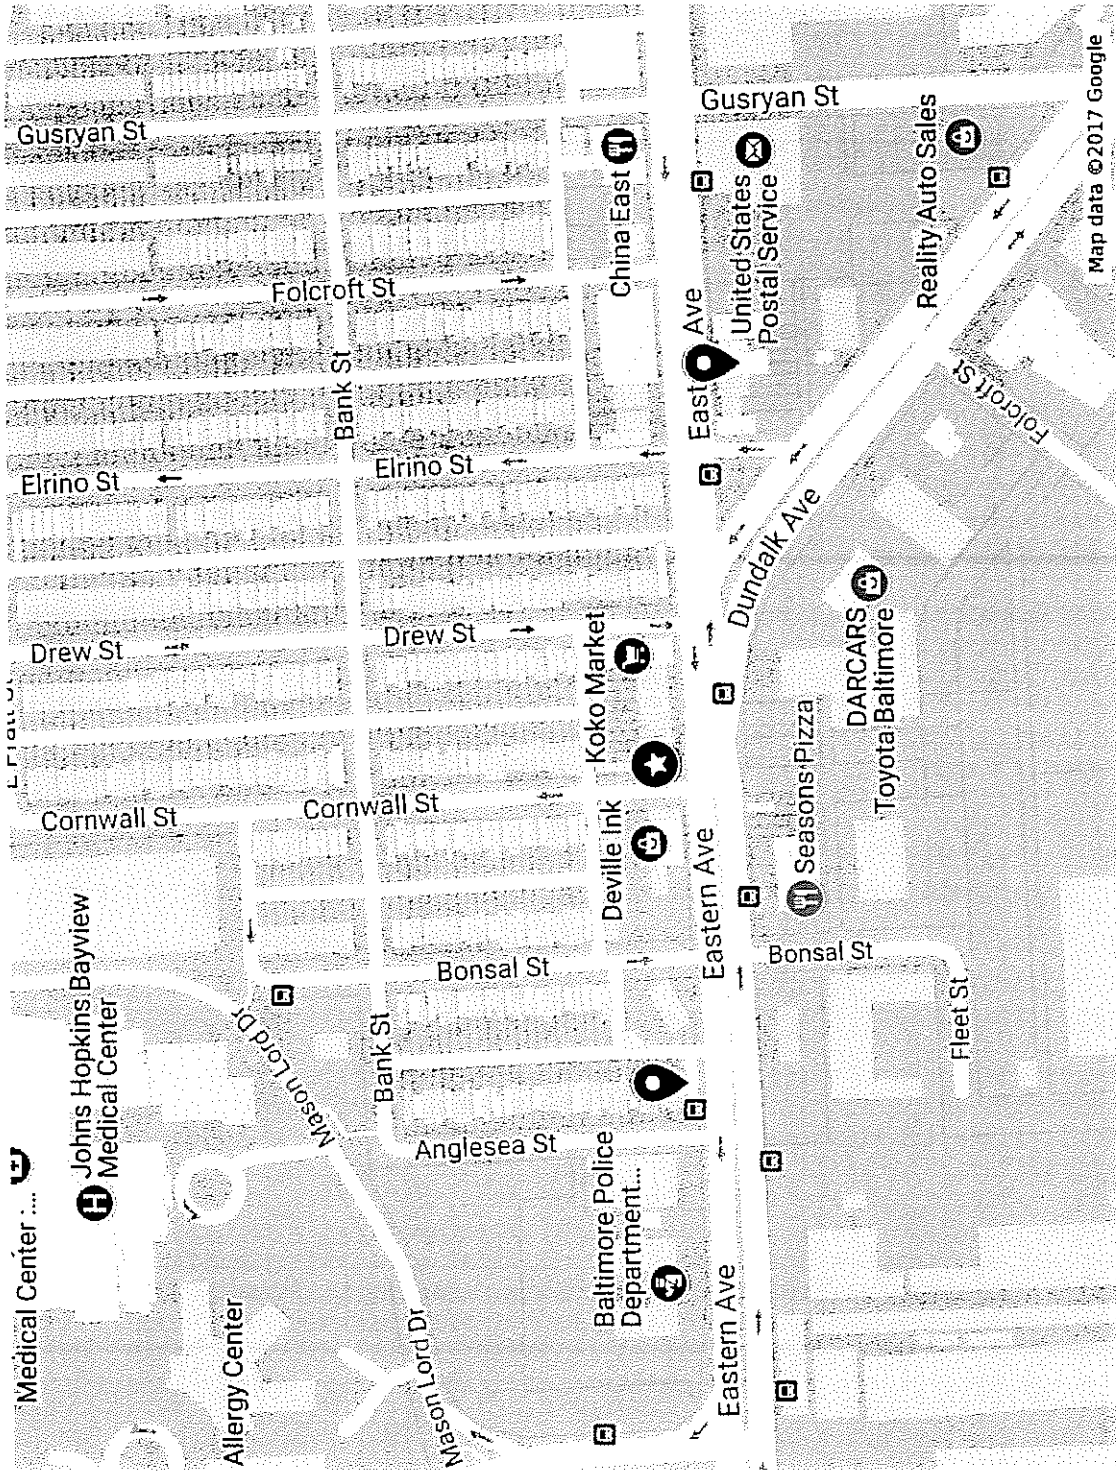 Medical Center :...
Johns Hopkins Bayview
Medical Center
Allergy Center
Mason Lord Dr
Mason Lord Dr
Bank St
Bank St
Anglesea St
Baltimore Police
Department...
Eastern Ave
Eastern Ave
Bonsal St
Bonsal St
Fleet St
Cornwall St
Cornwall St
Deville Ink
Koko Market
Seasons Pizza
DARCARS
Toyota Baltimore
Drew St
Drew St
Dundalk Ave
Elrino St
Elrino St
East
Ave
Folcroft St
Folcroft St
China East
United States
Postal Service
Reality Auto Sales
Gusryan St
Gusryan St
Map data ©2017 Google